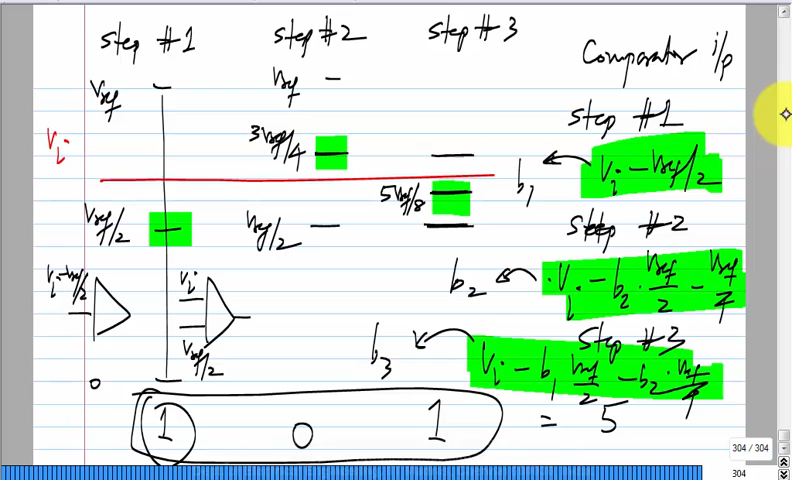 step #1 step #2 step #3
Comparator i/p
Vref Vref
step #1
Vi 3Vref/4
b1 Vi - Vref/2
5Vref/8
Vref/2 Vref/2 Step #2
Vi - Vref/2 Vi b2 Vi - b2 · Vref/2 - Vref/4
Vref/2 Step #3
b3 Vi - b1 Vref/2 - b2 · Vref/4
0
1 0 1 = 5
304 / 304
304